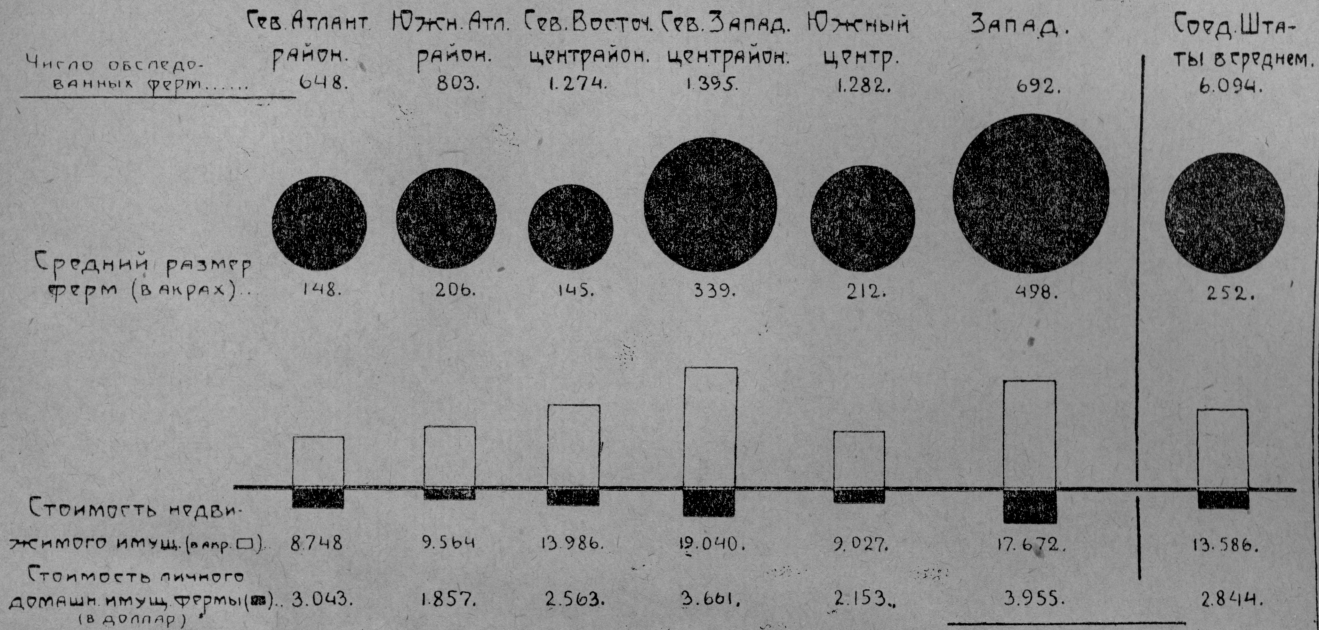 Сев. Атлант. Южн. Атл. Сев. Восточ. Сев. Запад. Южный Запад. Соед. Шта-
район. район. центрайон. центрайон. центр. ты в среднем.
Число обследо-
ванных ферм...... 648. 803. 1.274. 1.395. 1.282. 692. 6.094.
Средний размер
ферм (в акрах).. 148. 206. 145. 339. 212. 498. 252.
Стоимость недви-
жимого имущ. (в акр. □). 8.748 9.564 13.986. 19.040. 9.027. 17.672. 13.586.
Стоимость личного
домашн. имущ. фермы (■).. 3.043. 1.857. 2.563. 3.661. 2.153. 3.955. 2.844.
(в доллар)